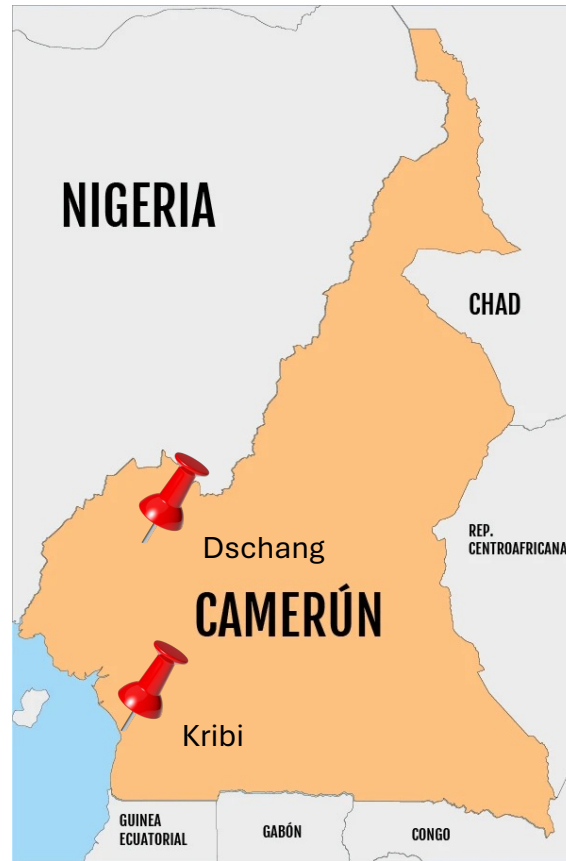 NIGERIA
CHAD
REP.
CENTROAFRICANA
Dschang
CAMERÚN
Kribi
GUINEA
ECUATORIAL
GABÓN
CONGO